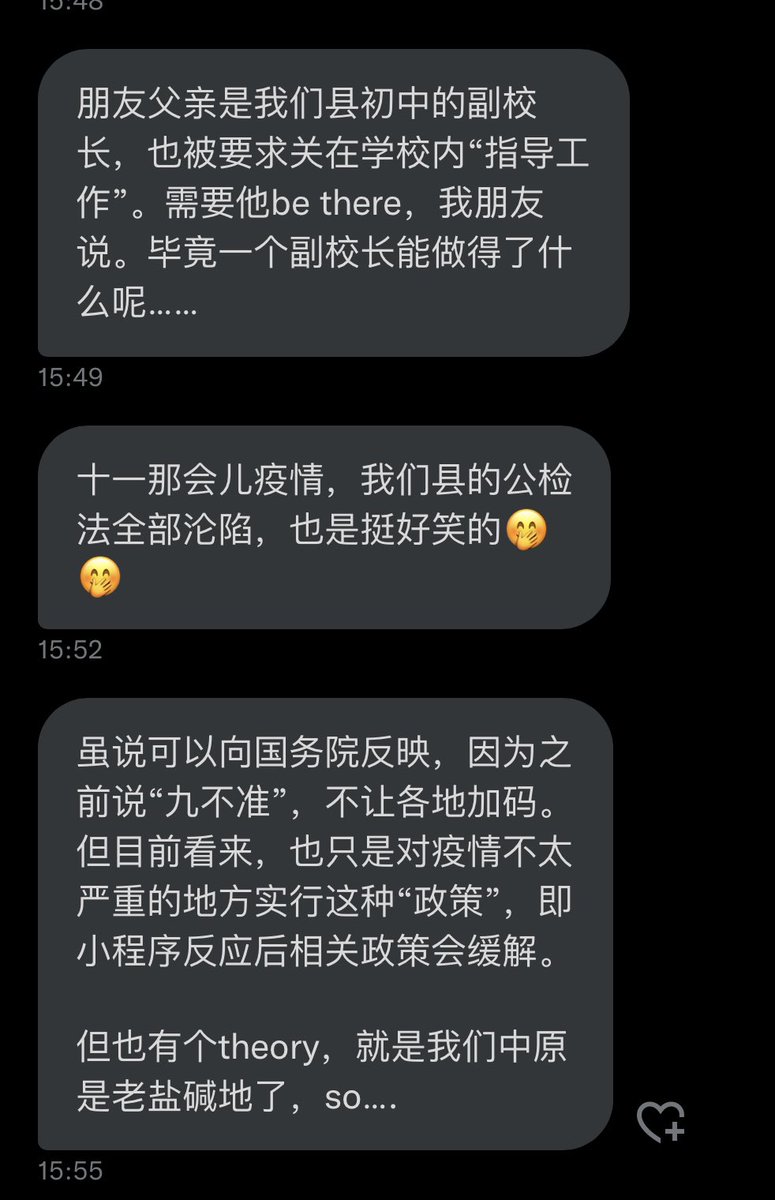 15:48
朋友父亲是我们县初中的副校
长，也被要求关在学校内“指导工
作”。需要他be there，我朋友
说。毕竟一个副校长能做得了什
么呢……
15:49
十一那会儿疫情，我们县的公检
法全部沦陷，也是挺好笑的🤭
🤭
15:52
虽说可以向国务院反映，因为之
前说“九不准”，不让各地加码。
但目前看来，也只是对疫情不太
严重的地方实行这种“政策”，即
小程序反应后相关政策会缓解。
但也有个theory，就是我们中原
是老盐碱地了，so....
15:55